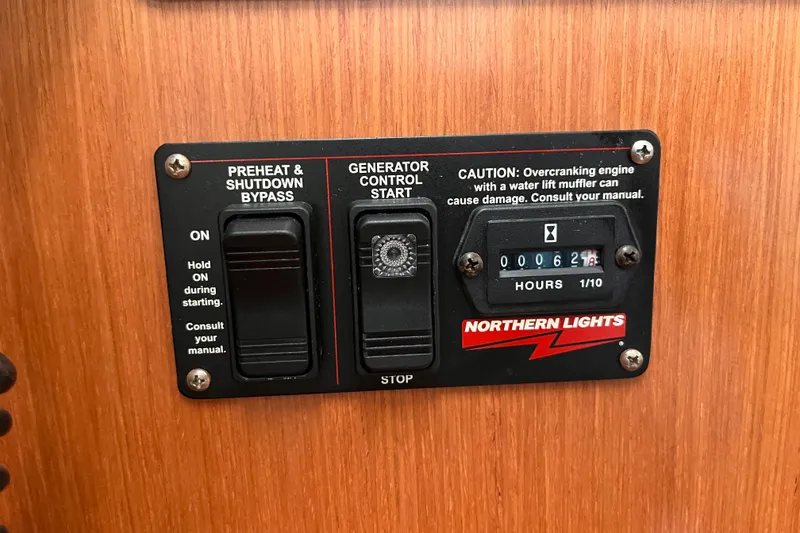 PREHEAT &
SHUTDOWN
BYPASS
ON
Hold
ON
during
starting.
Consult
your
manual.
GENERATOR
CONTROL
START
STOP
CAUTION: Overcranking engine
with a water lift muffler can
cause damage. Consult your manual.
00062
HOURS 1/10
NORTHERN LIGHTS
®